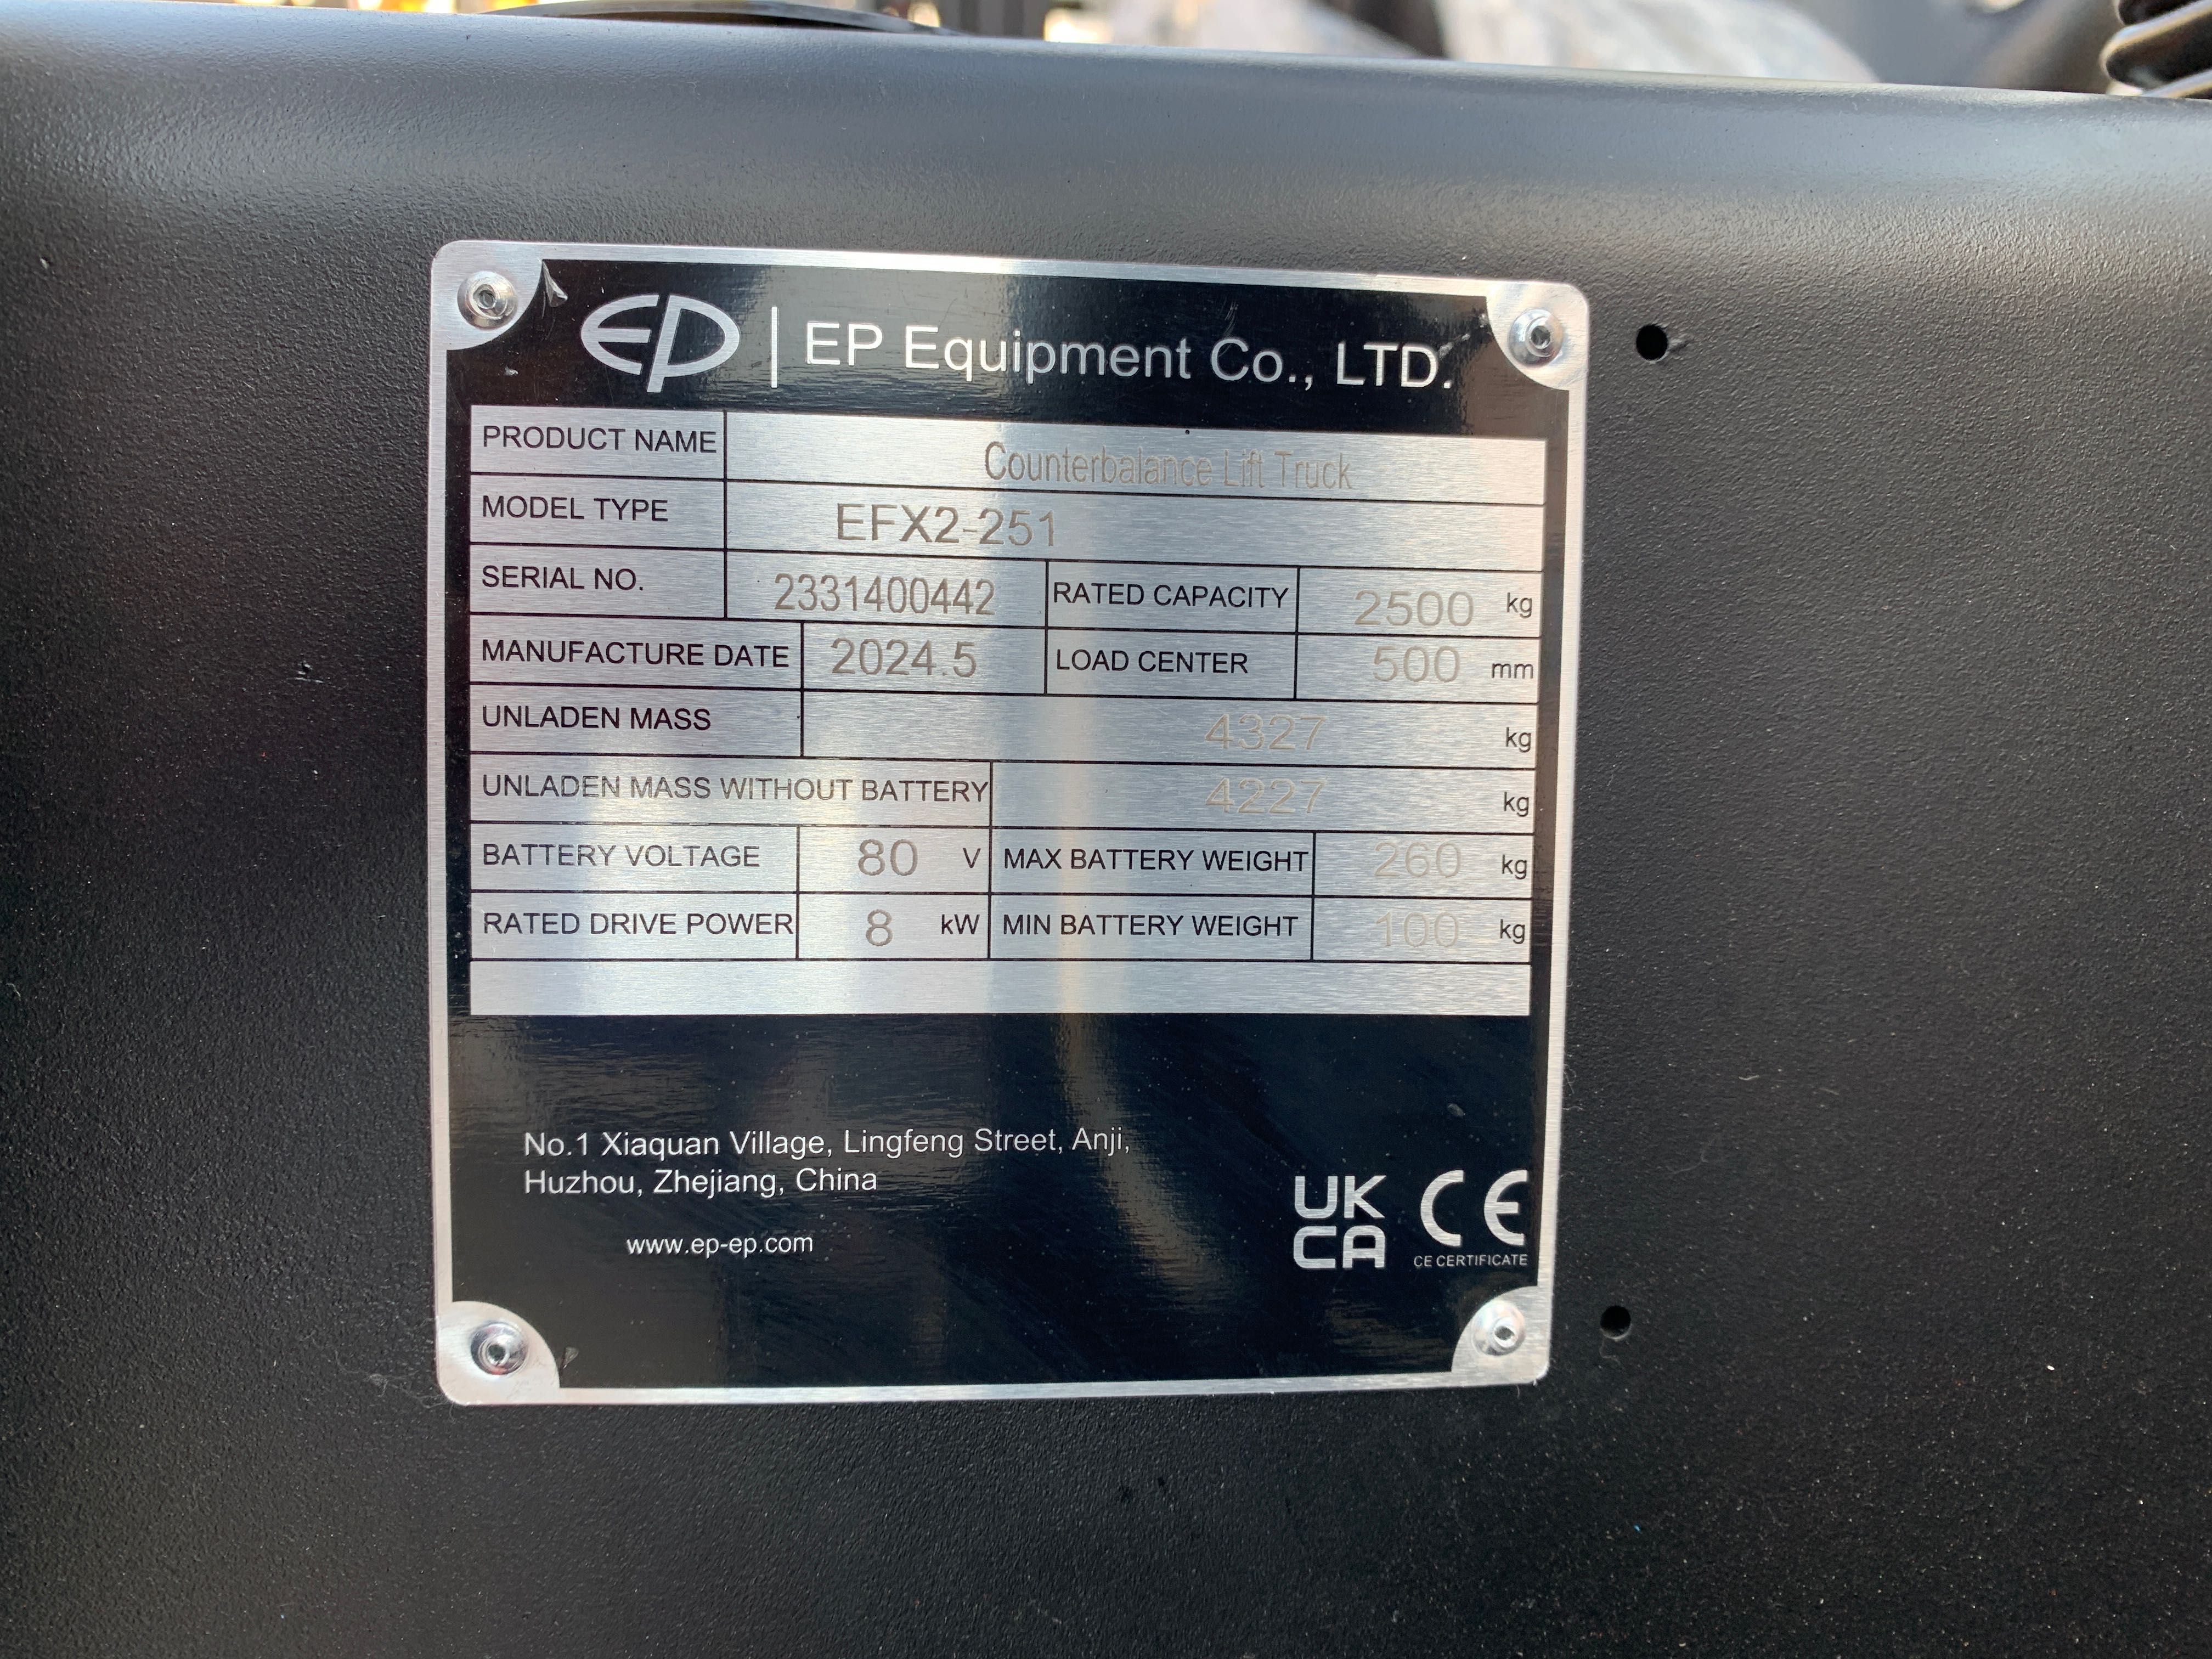 EP | EP Equipment Co., LTD.
PRODUCT NAME Counterbalance Lift Truck
MODEL TYPE EFX2-251
SERIAL NO. 2331400442 RATED CAPACITY 2500 kg
MANUFACTURE DATE 2024.5 LOAD CENTER 500 mm
UNLADEN MASS 4327 kg
UNLADEN MASS WITHOUT BATTERY 4227 kg
BATTERY VOLTAGE 80 V MAX BATTERY WEIGHT 260 kg
RATED DRIVE POWER 8 kW MIN BATTERY WEIGHT 100 kg
No.1 Xiaquan Village, Lingfeng Street, Anji,
Huzhou, Zhejiang, China
www.ep-ep.com
UK
CA
CE
CE CERTIFICATE